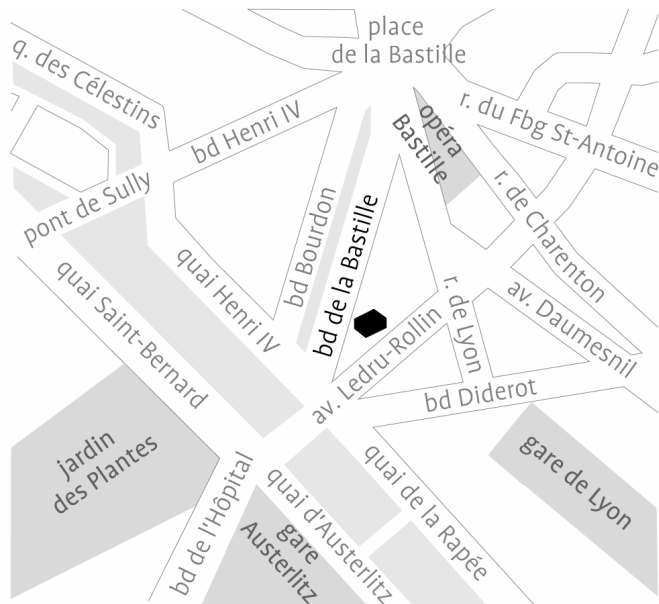 place
de la Bastille
q. des Célestins
bd Henri IV
r. du Fbg St-Antoine
opéra
Bastille
pont de Sully
bd Bourdon
bd de la Bastille
r. de Charenton
quai Henri IV
quai Saint-Bernard
r. de Lyon
av. Daumesnil
av. Ledru-Rollin
bd Diderot
jardin
des Plantes
gare de Lyon
quai de la Rapée
bd de l'Hôpital
quai d'Austerlitz
gare
Austerlitz